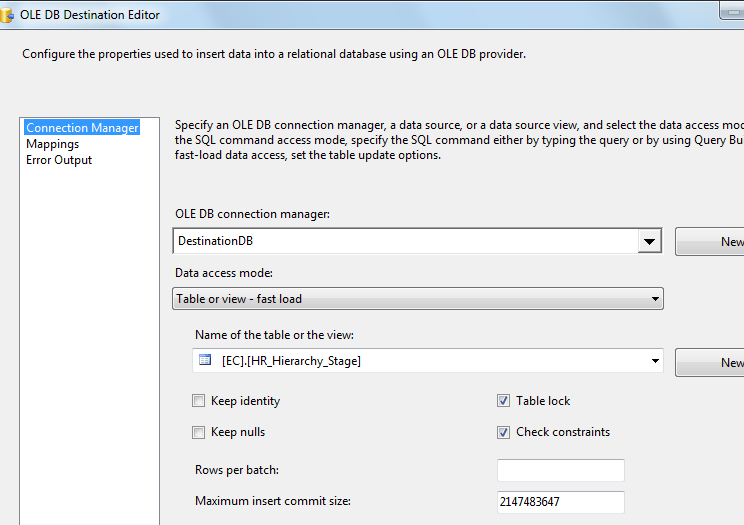 OLE DB Destination Editor
Configure the properties used to insert data into a relational database using an OLE DB provider.
Connection Manager
Mappings
Error Output
Specify an OLE DB connection manager, a data source, or a data source view, and select the data access mod
the SQL command access mode, specify the SQL command either by typing the query or by using Query Bu
fast-load data access, set the table update options.
OLE DB connection manager:
DestinationDB
New
Data access mode:
Table or view - fast load
Name of the table or the view:
[EC].[HR_Hierarchy_Stage]
New
Keep identity
Table lock
Keep nulls
Check constraints
Rows per batch:
Maximum insert commit size:
2147483647